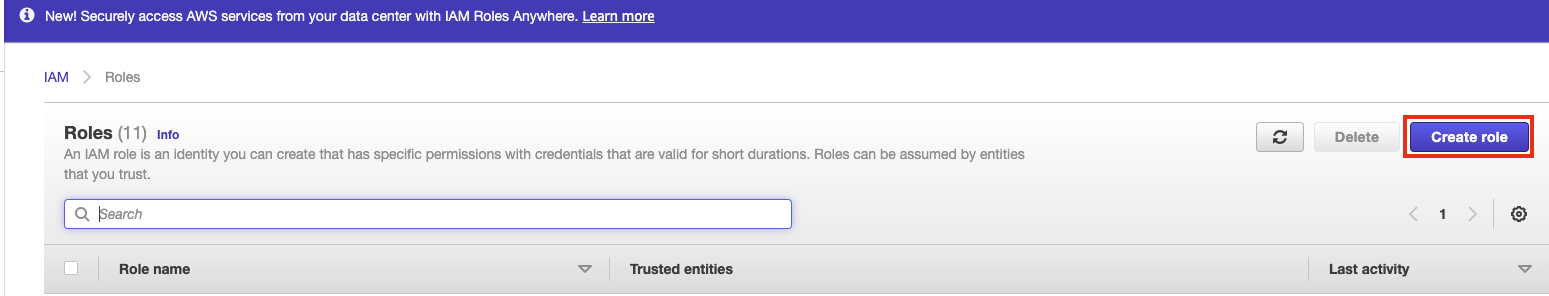 New! Securely access AWS services from your data center with IAM Roles Anywhere. Learn more
IAM > Roles
Roles (11) Info
Delete
Create role
An IAM role is an identity you can create that has specific permissions with credentials that are valid for short durations. Roles can be assumed by entities
that you trust.
Search
1
Role name
Trusted entities
Last activity